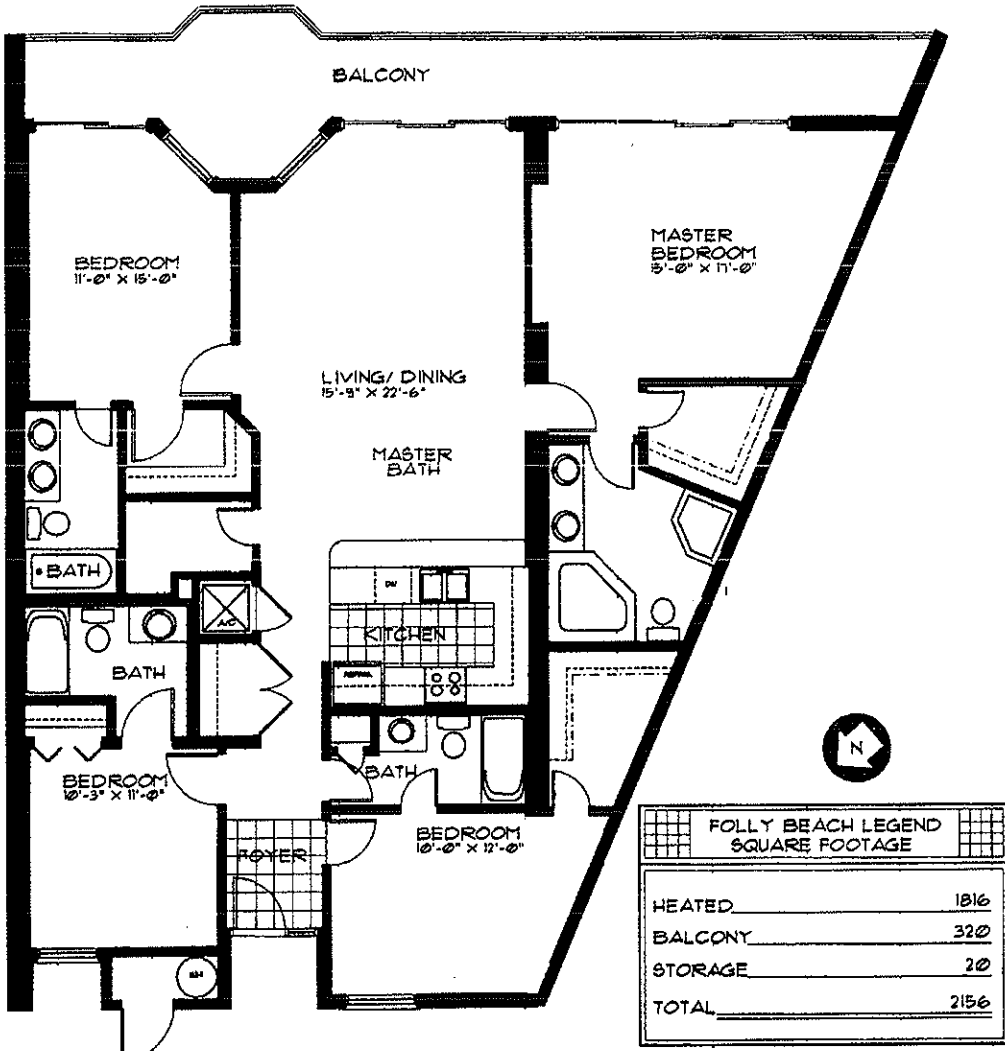 BALCONY
BEDROOM
11'-0" X 15'-0"
MASTER
BEDROOM
15'-0" X 17'-0"
LIVING/ DINING
15'-9" X 22'-6"
MASTER
BATH
BATH
A/C
DW
KITCHEN
BATH
BATH
BEDROOM
10'-3" X 11'-0"
FOYER
BEDROOM
10'-0" X 12'-0"
WH
N
FOLLY BEACH LEGEND
SQUARE FOOTAGE
HEATED 1816
BALCONY 320
STORAGE 20
TOTAL 2156